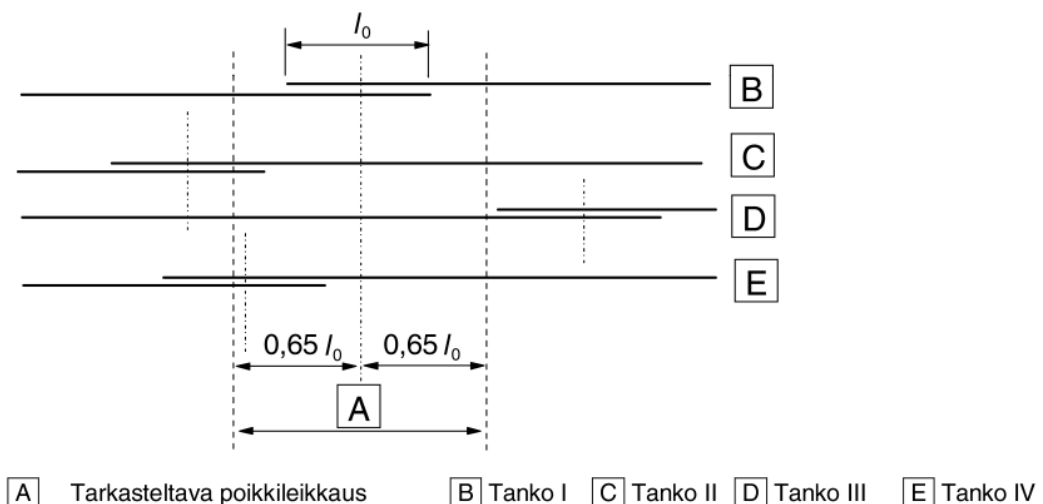 l0
B
C
D
E
0,65 l0 0,65 l0
A
A Tarkasteltava poikkileikkaus B Tanko I C Tanko II D Tanko III E Tanko IV